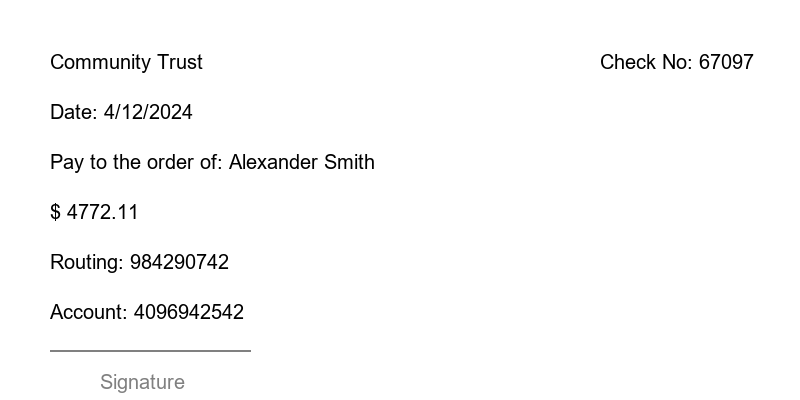 Community Trust Check No: 67097
Date: 4/12/2024
Pay to the order of: Alexander Smith
$ 4772.11
Routing: 984290742
Account: 4096942542
Signature